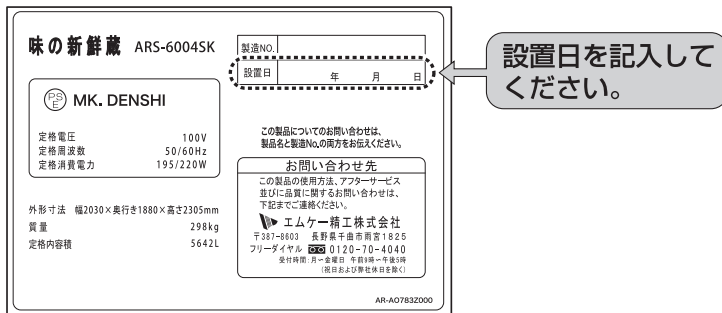 味の新鮮蔵 ARS-6004SK
製造NO.
設置日 年 月 日
設置日を記入して
ください。
PS
E
MK. DENSHI
定格電圧 100V
定格周波数 50/60Hz
定格消費電力 195/220W
外形寸法 幅2030×奥行き1880×高さ2305mm
質量 298kg
定格内容積 5642L
この製品についてのお問い合わせは、
製品名と製造No.の両方をお伝えください。
お問い合わせ先
この製品の使用方法、アフターサービス
並びに品質に関するお問い合わせは、
下記までご連絡ください。
エムケー精工株式会社
〒387-8603 長野県千曲市雨宮1825
フリーダイヤル 0120-70-4040
受付時間:月〜金曜日 午前9時〜午後5時
(祝日および弊社休日を除く)
AR-A0783Z000